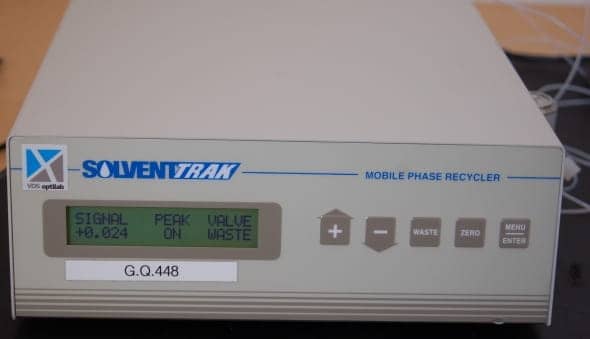 VDS optilab
SOLVENTTRAK
MOBILE PHASE RECYCLER
SIGNAL PEAK VALVE
+0.024 ON WASTE
+
−
WASTE
ZERO
MENU
ENTER
G.Q.448